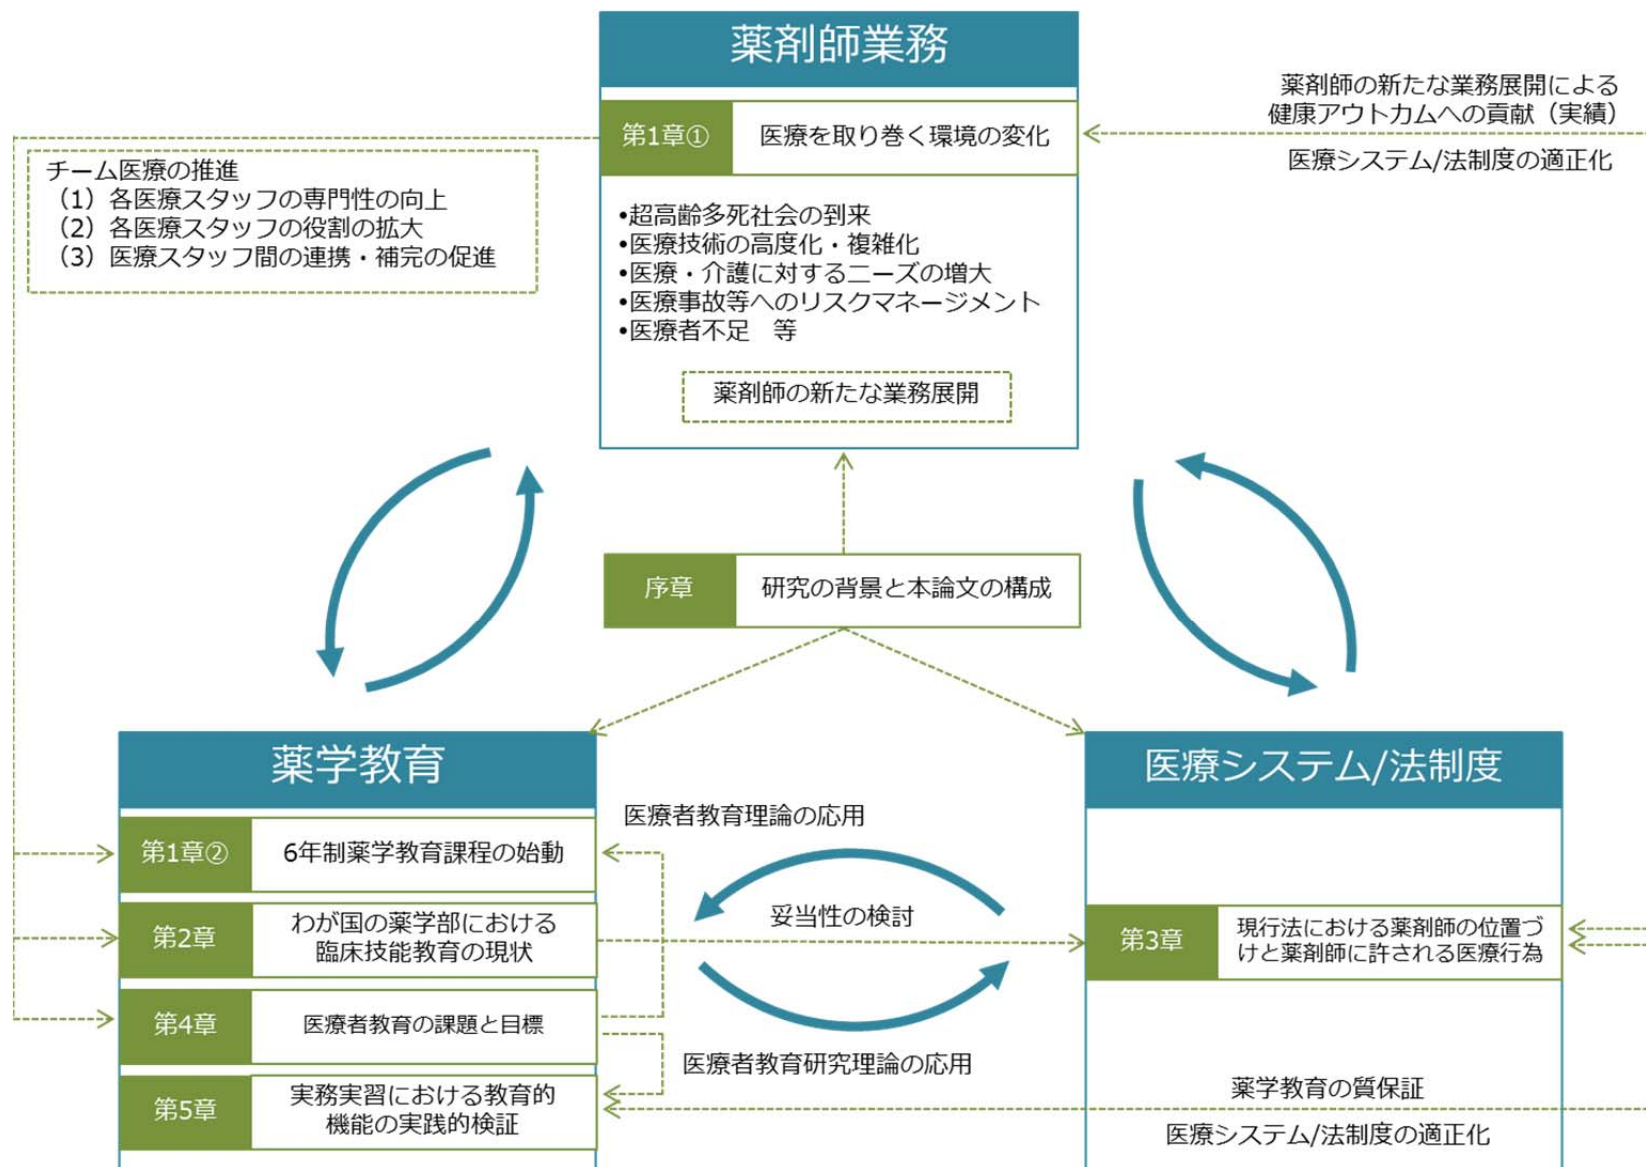 薬剤師業務
第1章①
医療を取り巻く環境の変化
•超高齢多死社会の到来
•医療技術の高度化・複雑化
•医療・介護に対するニーズの増大
•医療事故等へのリスクマネージメント
•医療者不足　等
薬剤師の新たな業務展開
チーム医療の推進
（1）各医療スタッフの専門性の向上
（2）各医療スタッフの役割の拡大
（3）医療スタッフ間の連携・補完の促進
薬剤師の新たな業務展開による
健康アウトカムへの貢献（実績）
医療システム/法制度の適正化
序章
研究の背景と本論文の構成
薬学教育
第1章②
6年制薬学教育課程の始動
第2章
わが国の薬学部における
臨床技能教育の現状
第4章
医療者教育の課題と目標
第5章
実務実習における教育的
機能の実践的検証
医療者教育理論の応用
妥当性の検討
医療者教育研究理論の応用
医療システム/法制度
第3章
現行法における薬剤師の位置づ
けと薬剤師に許される医療行為
薬学教育の質保証
医療システム/法制度の適正化